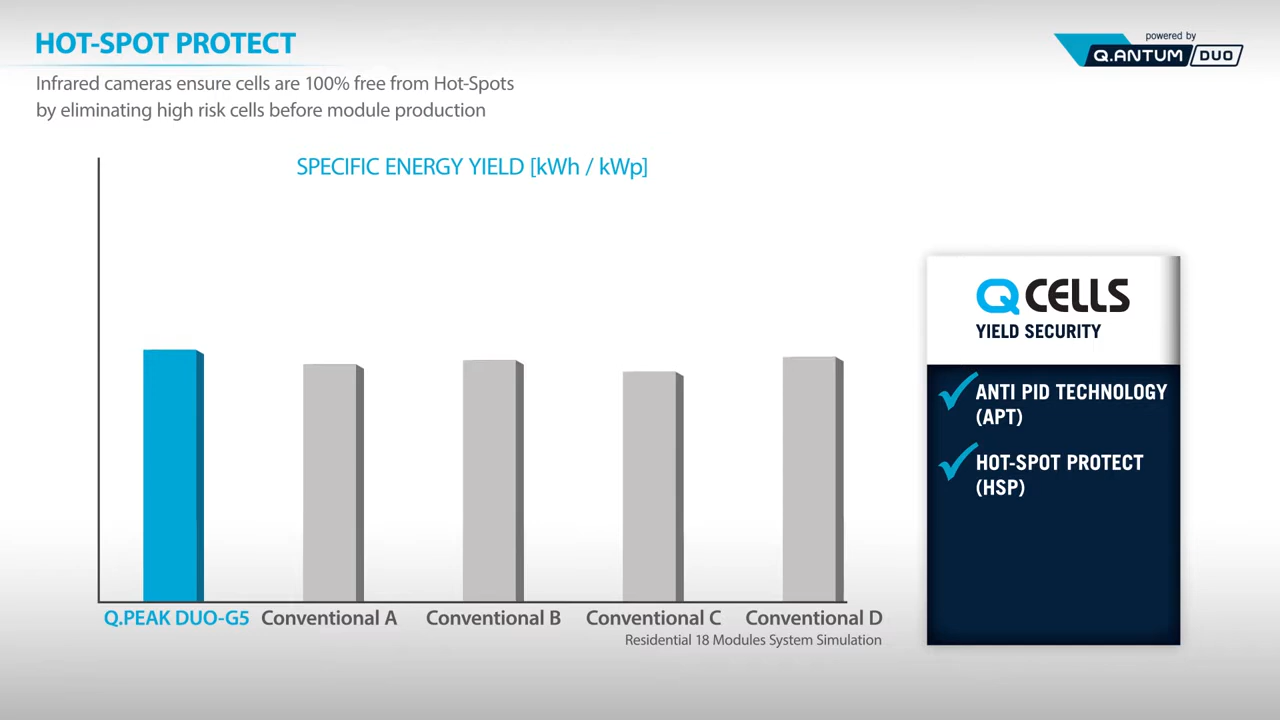 HOT-SPOT PROTECT
powered by
Q.ANTUM DUO
Infrared cameras ensure cells are 100% free from Hot-Spots
by eliminating high risk cells before module production
SPECIFIC ENERGY YIELD [kWh / kWp]
Q CELLS
YIELD SECURITY
ANTI PID TECHNOLOGY
(APT)
HOT-SPOT PROTECT
(HSP)
Q.PEAK DUO-G5 Conventional A Conventional B Conventional C Conventional D
Residential 18 Modules System Simulation